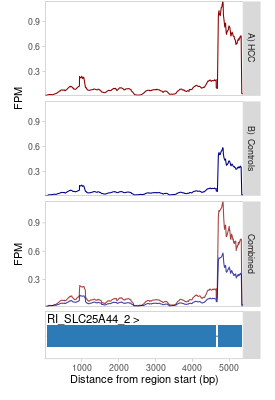 0.9
0.6
0.3
FPM
A) HCC
0.9
0.6
0.3
B) Controls
0.9
0.6
0.3
FPM
Combined
RI_SLC25A44_2 >
1000 2000 3000 4000 5000
Distance from region start (bp)